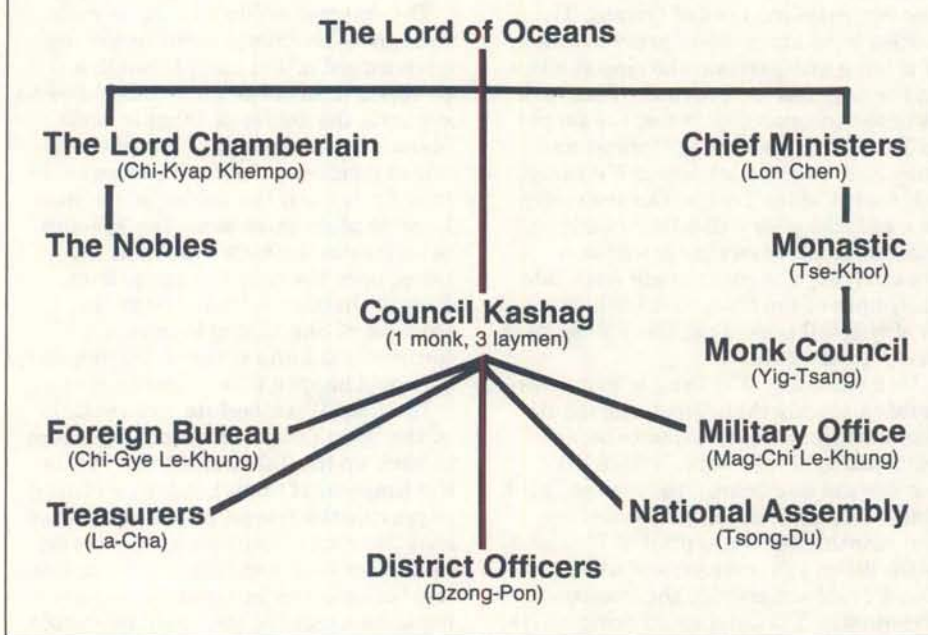 The Lord of Oceans
The Lord Chamberlain
(Chi-Kyap Khempo)
Chief Ministers
(Lon Chen)
The Nobles
Monastic
(Tse-Khor)
Council Kashag
(1 monk, 3 laymen)
Monk Council
(Yig-Tsang)
Foreign Bureau
(Chi-Gye Le-Khung)
Military Office
(Mag-Chi Le-Khung)
Treasurers
(La-Cha)
National Assembly
(Tsong-Du)
District Officers
(Dzong-Pon)